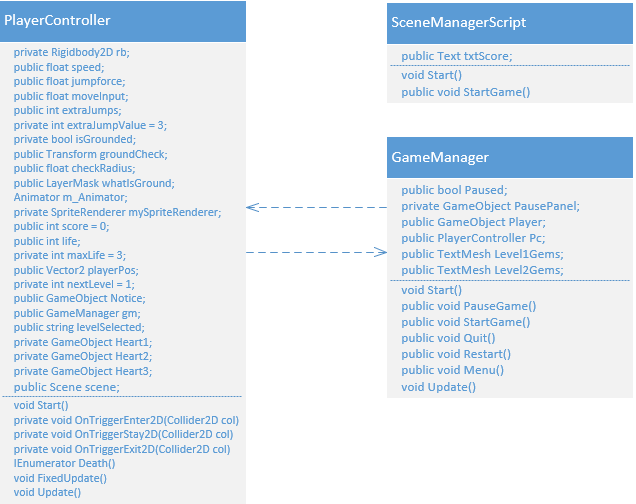 PlayerController
private Rigidbody2D rb;
public float speed;
public float jumpforce;
public float moveInput;
public int extraJumps;
private int extraJumpValue = 3;
private bool isGrounded;
public Transform groundCheck;
public float checkRadius;
public LayerMask whatIsGround;
Animator m_Animator;
private SpriteRenderer mySpriteRenderer;
public int score = 0;
public int life;
private int maxLife = 3;
public Vector2 playerPos;
private int nextLevel = 1;
public GameObject Notice;
public GameManager gm;
public string levelSelected;
private GameObject Heart1;
private GameObject Heart2;
private GameObject Heart3;
public Scene scene;
void Start()
private void OnTriggerEnter2D(Collider2D col)
private void OnTriggerStay2D(Collider2D col)
private void OnTriggerExit2D(Collider2D col)
IEnumerator Death()
void FixedUpdate()
void Update()
SceneManagerScript
public Text txtScore;
void Start()
public void StartGame()
GameManager
public bool Paused;
private GameObject PausePanel;
public GameObject Player;
public PlayerController Pc;
public TextMesh Level1Gems;
public TextMesh Level2Gems;
void Start()
public void PauseGame()
public void StartGame()
public void Quit()
public void Restart()
public void Menu()
void Update()